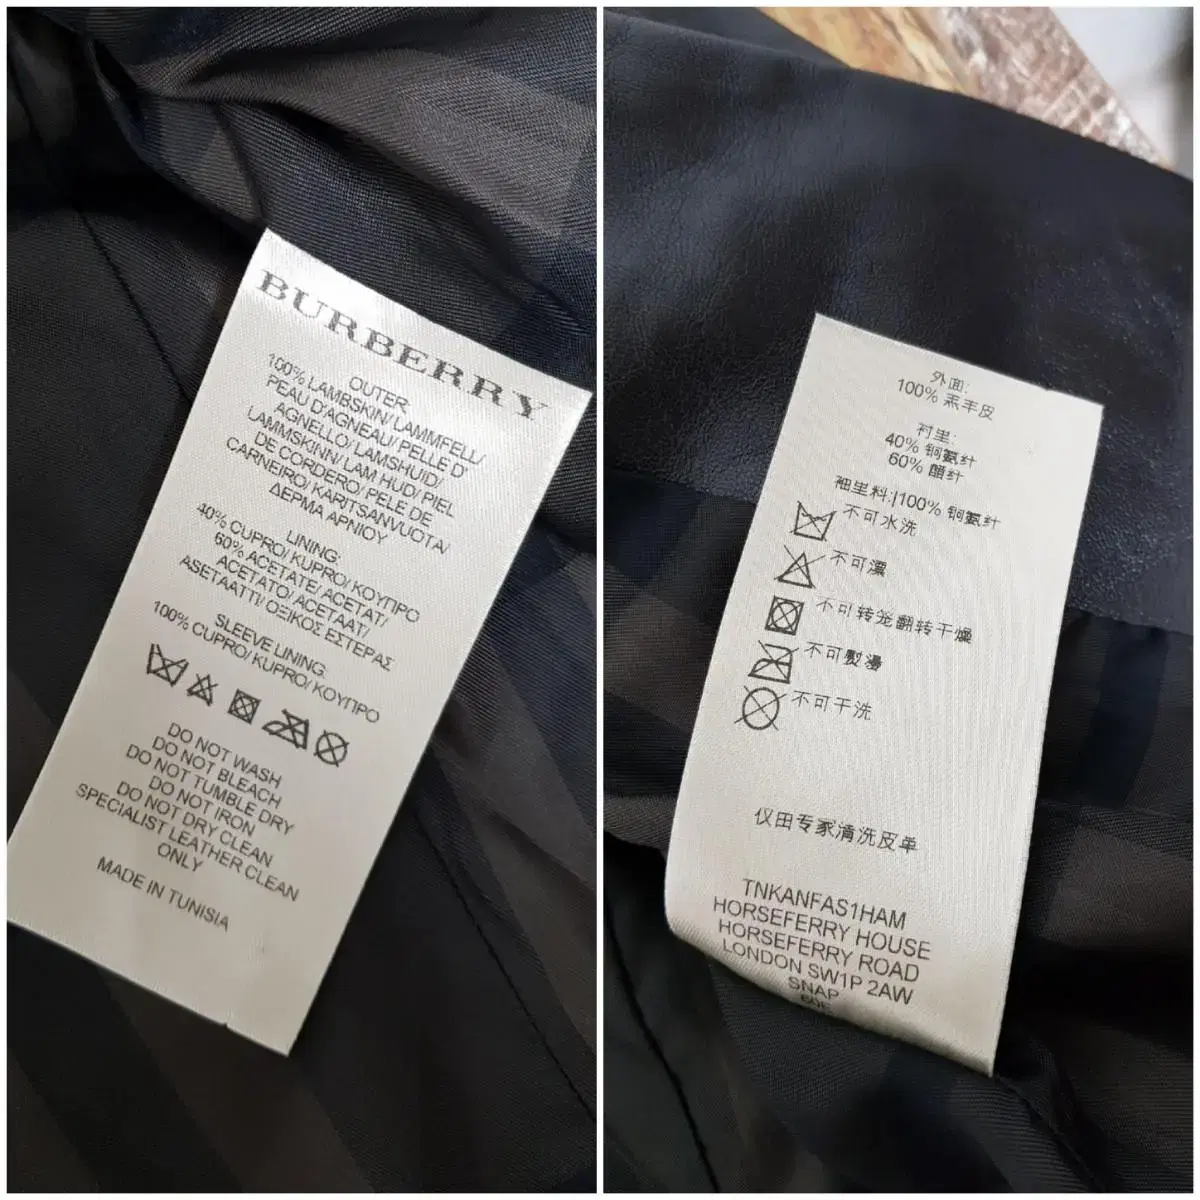 BURBERRY
OUTER:
100% LAMBSKIN/ LAMMFELL/
PEAU D'AGNEAU/ PELLE D'
AGNELLO/ LAMSHUID/
LAMMSKINN/ LAM HUD/ PIEL
DE CORDERO/ PELE DE
CARNEIRO/ KARITSANVUOTA/
ΔΕΡΜΑ ΑΡΝΙΟΥ
LINING:
40% CUPRO/ KUPRO/ ΚΟΥΠΡΟ
60% ACETATE/ ACETAT/
ACETATO/ ACETAAT/
ASETAATTI/ ΟΞΙΚΟΣ ΕΣΤΕΡΑΣ
SLEEVE LINING:
100% CUPRO/ KUPRO/ ΚΟΥΠΡΟ
DO NOT WASH
DO NOT BLEACH
DO NOT TUMBLE DRY
DO NOT IRON
DO NOT DRY CLEAN
SPECIALIST LEATHER CLEAN
ONLY
MADE IN TUNISIA
外面:
100% 羔羊皮
衬里:
40% 铜氨纤
60% 醋纤
袖里料:|100% 铜氨纤
不可水洗
不可漂
不可转笼翻转干燥
不可熨烫
不可干洗
仅由专家清洗皮单
TNKANFAS1HAM
HORSEFERRY HOUSE
HORSEFERRY ROAD
LONDON SW1P 2AW
SNAP